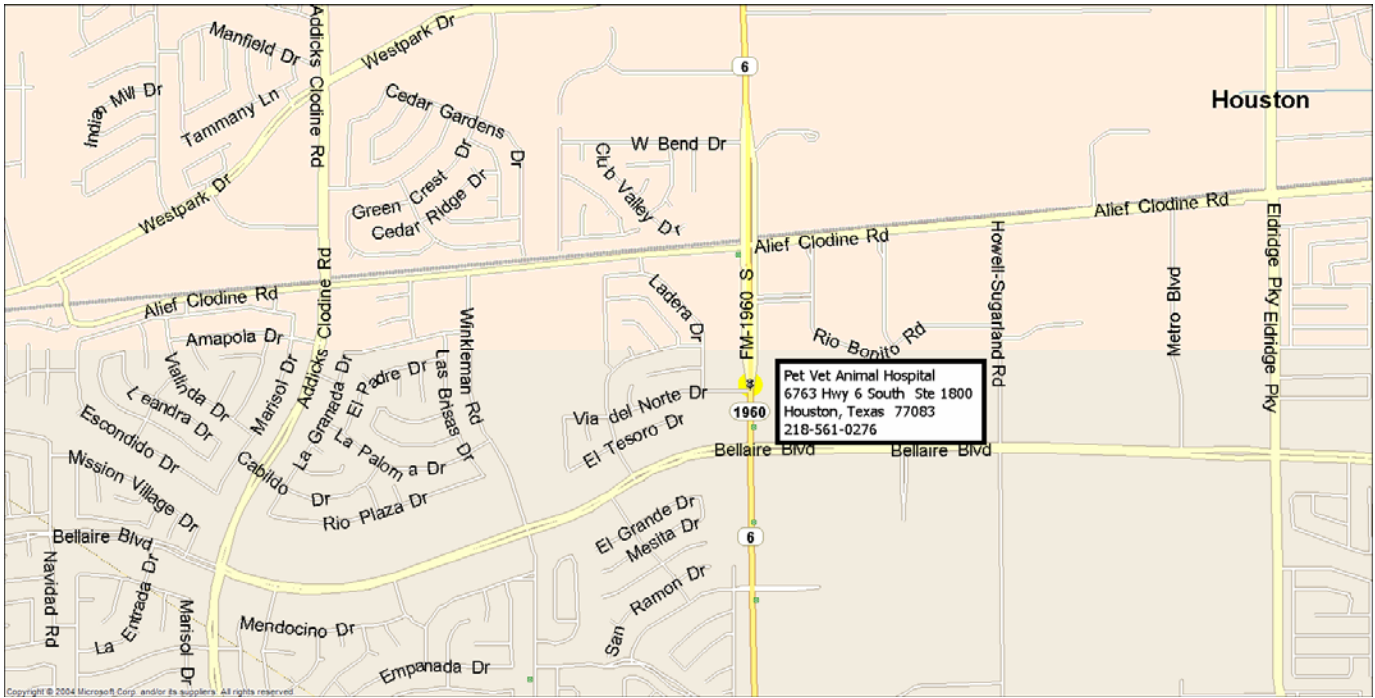 Manfield Dr
Addicks Clodine Rd
Westpark Dr
6
Indian Mill Dr
Tammany Ln
Cedar Gardens Dr
Houston
W Bend Dr
Club Valley Dr
Green Crest Dr
Cedar Ridge Dr
Westpark Dr
Alief Clodine Rd
Alief Clodine Rd
Eldridge Pky
Eldridge Pky
Howell-Sugarland Rd
Metro Blvd
Addicks Clodine Rd
FM-1960 S
Alief Clodine Rd
Ladera Dr
Winkleman Rd
Rio Bonito Rd
Amapola Dr
Vialinda Dr
Marisol Dr
La Granada Dr
El Padre Dr
Las Brisas Dr
Leandra Dr
Pet Vet Animal Hospital
6763 Hwy 6 South Ste 1800
Houston, Texas 77083
218-561-0276
1960
Via del Norte Dr
El Tesoro Dr
Escondido Dr
La Palom a Dr
Bellaire Blvd
Bellaire Blvd
Mission Village Dr
Cabildo Dr
Rio Plaza Dr
El Grande Dr
Mesita Dr
6
Bellaire Blvd
Navidad Rd
La Entrada Dr
Marisol Dr
San Ramon Dr
Mendocino Dr
Empanada Dr
Copyright © 2004 Microsoft Corp. and/or its suppliers. All rights reserved.